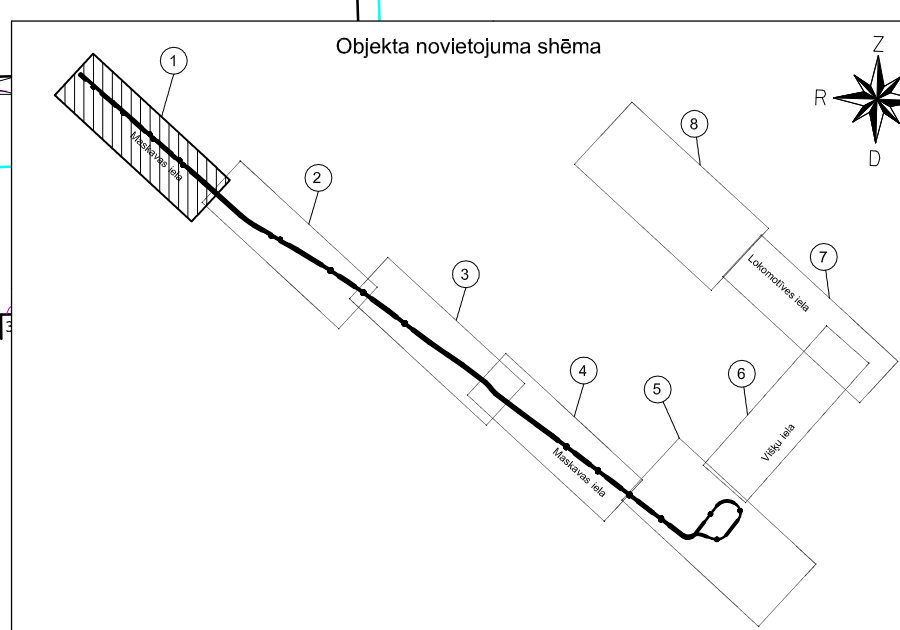 Objekta novietojuma shēma
Z
R
D
1
Maskavas iela
2
3
4
5
6
7
8
Lokomotīves iela
Višķu iela
Maskavas iela
3